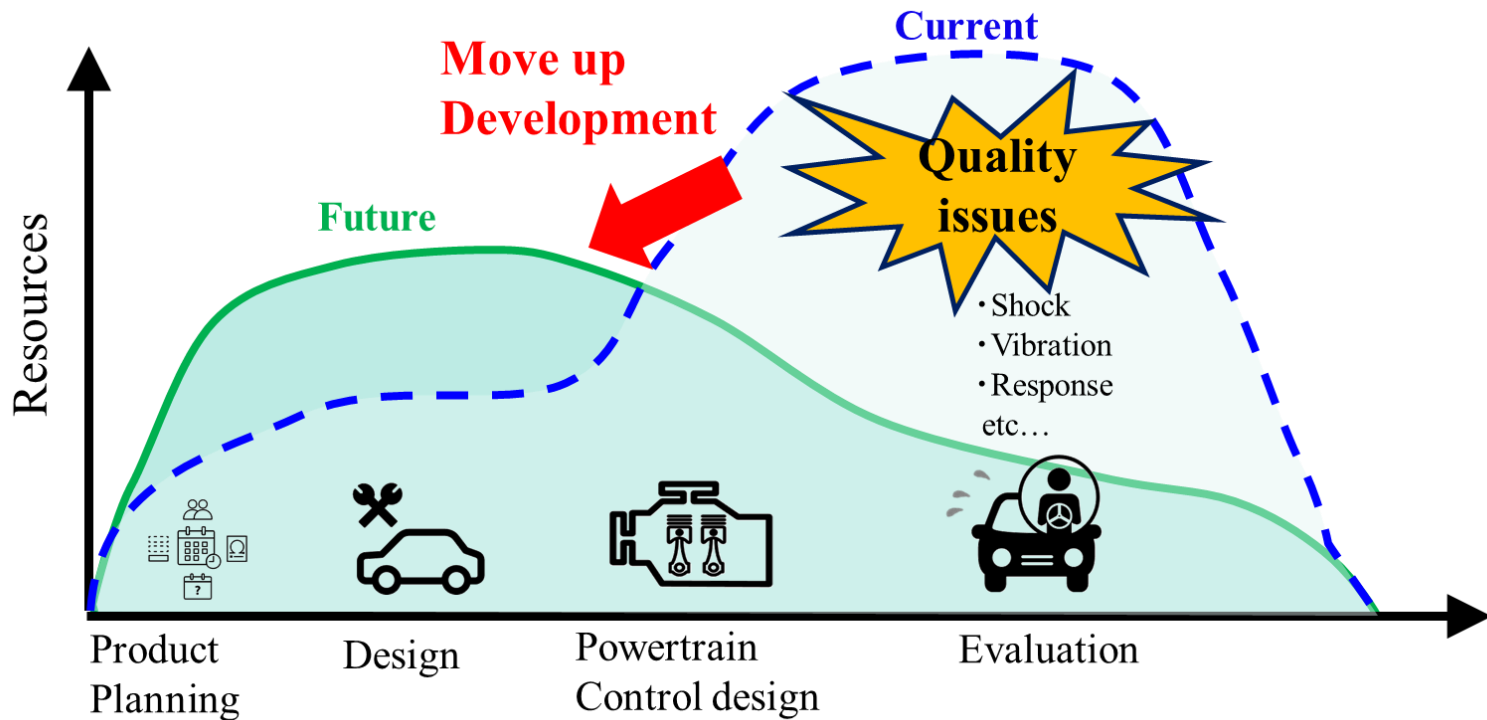 Current
Move up
Development
Quality
issues
Future
Resources
・Shock
・Vibration
・Response
etc…
?
Product
Planning
Design
Powertrain
Control design
Evaluation